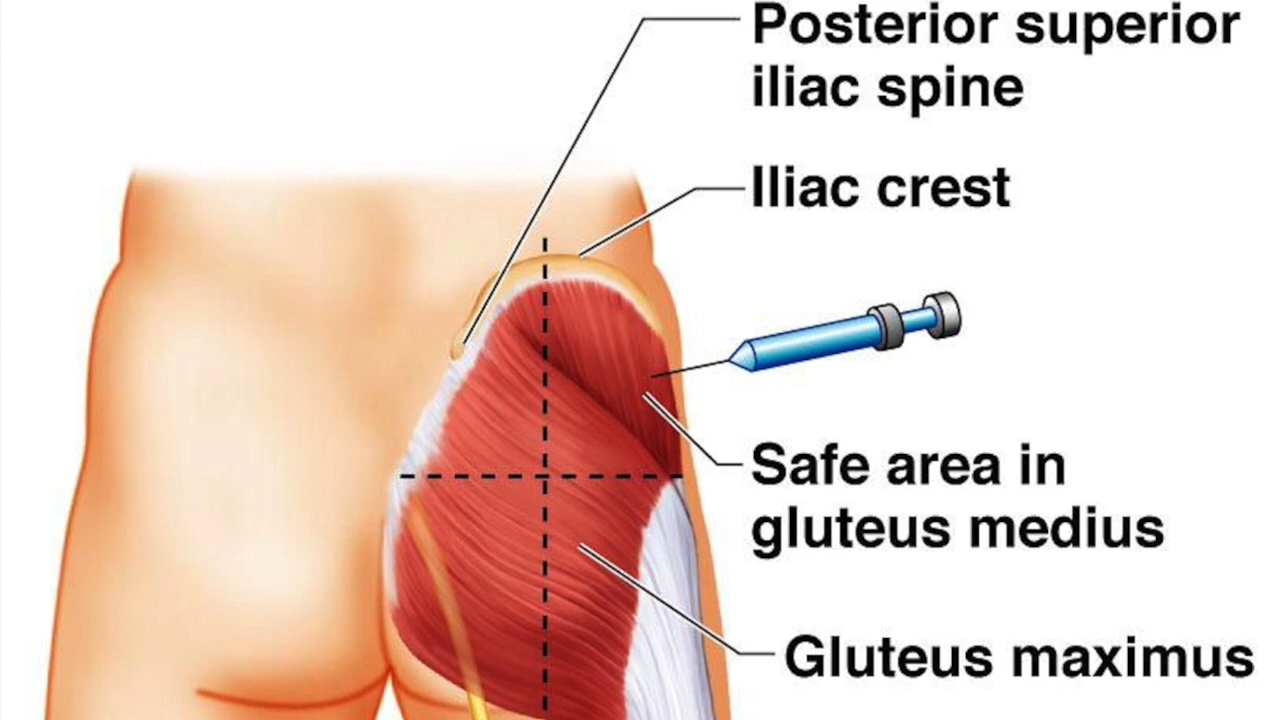 Posterior superior
iliac spine
Iliac crest
Safe area in
gluteus medius
Gluteus maximus